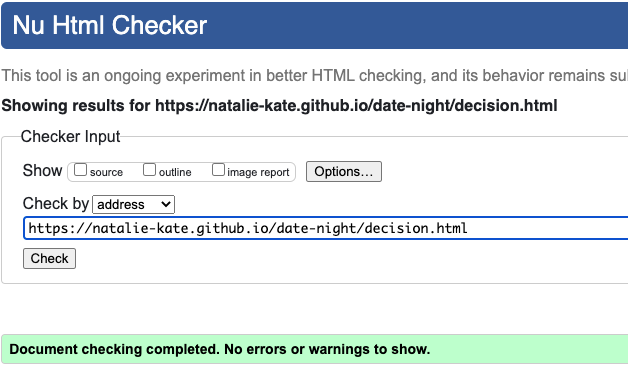 Nu Html Checker
This tool is an ongoing experiment in better HTML checking, and its behavior remains
Showing results for https://natalie-kate.github.io/date-night/decision.html
Checker Input
Show source outline image report Options...
Check by address
https://natalie-kate.github.io/date-night/decision.html
Check
Document checking completed. No errors or warnings to show.